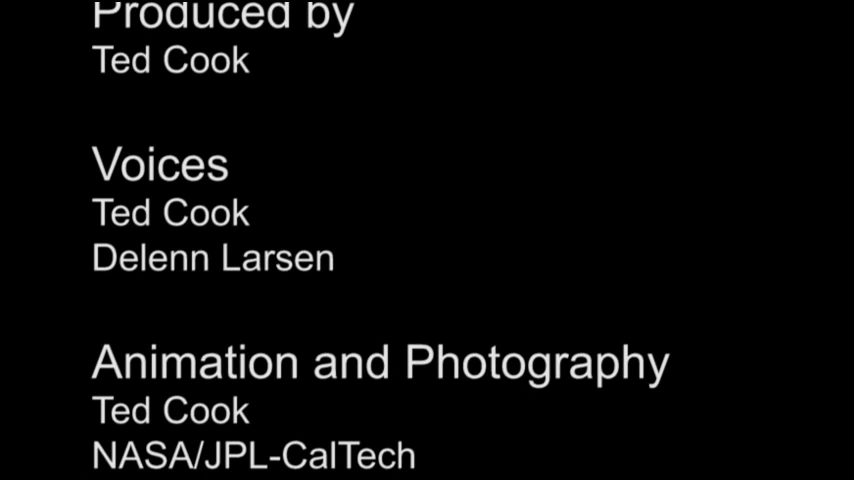 Produced by
Ted Cook
Voices
Ted Cook
Delenn Larsen
Animation and Photography
Ted Cook
NASA/JPL-CalTech